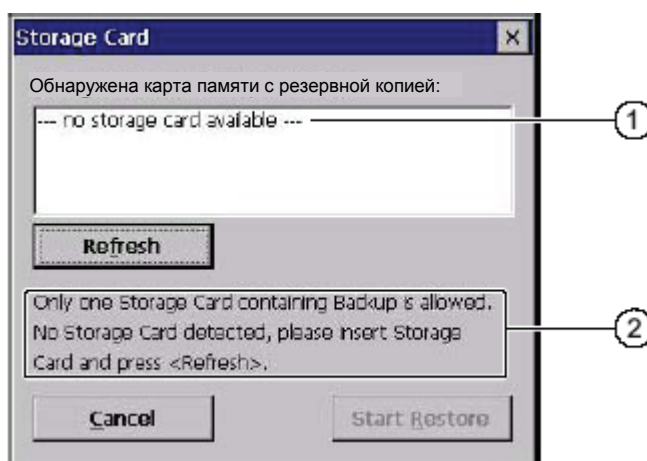 Storage Card
Обнаружена карта памяти с резервной копией:
--- no storage card available ---
1
Refresh
Only one Storage Card containing Backup is allowed.
No Storage Card detected, please insert Storage
Card and press <Refresh>.
2
Cancel
Start Restore